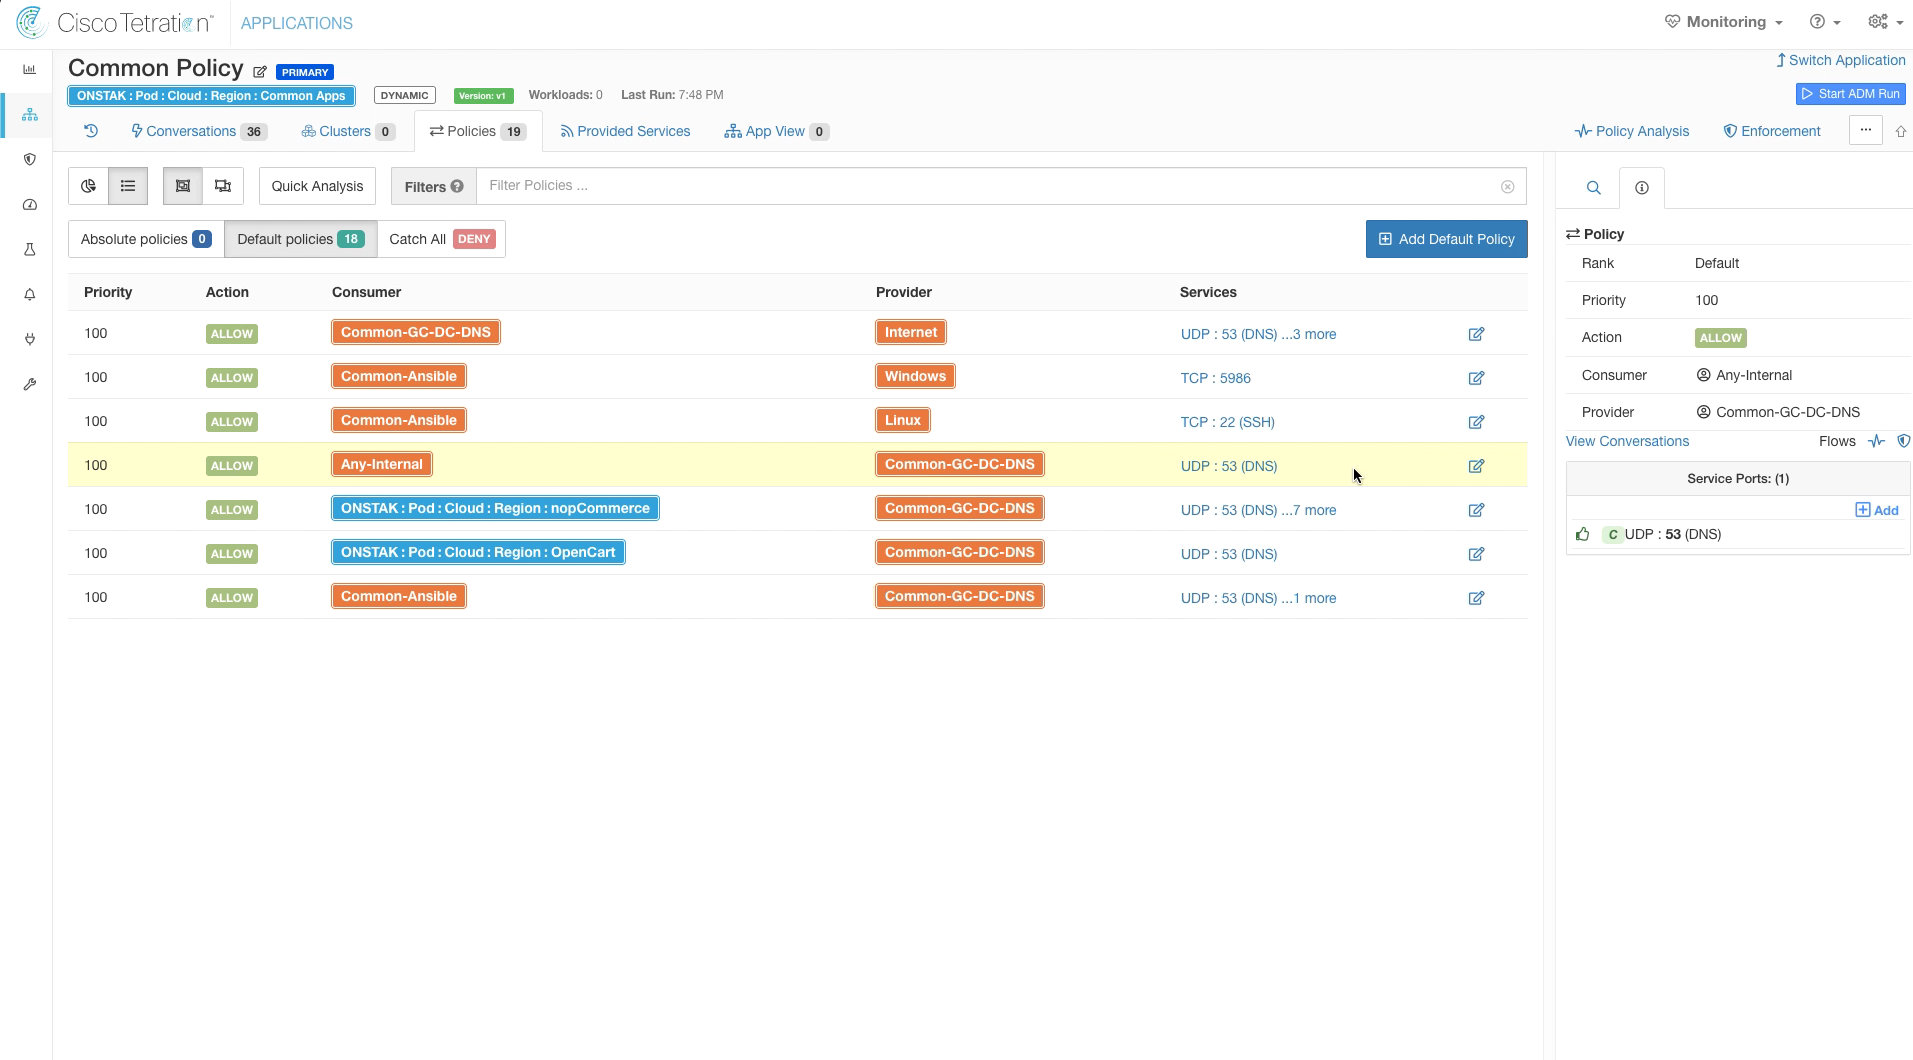 Cisco Tetration™ APPLICATIONS
Monitoring
Common Policy PRIMARY
Switch Application
ONSTAK : Pod : Cloud : Region : Common Apps DYNAMIC Version: v1 Workloads: 0 Last Run: 7:48 PM
Start ADM Run
Conversations 36 Clusters 0 Policies 19 Provided Services App View 0
Policy Analysis Enforcement ...
Quick Analysis Filters ? Filter Policies ...
Absolute policies 0 Default policies 18 Catch All DENY
Add Default Policy
Priority Action Consumer Provider Services
100 ALLOW Common-GC-DC-DNS Internet UDP : 53 (DNS) ...3 more
100 ALLOW Common-Ansible Windows TCP : 5986
100 ALLOW Common-Ansible Linux TCP : 22 (SSH)
100 ALLOW Any-Internal Common-GC-DC-DNS UDP : 53 (DNS)
100 ALLOW ONSTAK : Pod : Cloud : Region : nopCommerce Common-GC-DC-DNS UDP : 53 (DNS) ...7 more
100 ALLOW ONSTAK : Pod : Cloud : Region : OpenCart Common-GC-DC-DNS UDP : 53 (DNS)
100 ALLOW Common-Ansible Common-GC-DC-DNS UDP : 53 (DNS) ...1 more
Policy
Rank Default
Priority 100
Action ALLOW
Consumer Any-Internal
Provider Common-GC-DC-DNS
View Conversations Flows
Service Ports: (1)
Add
C UDP : 53 (DNS)